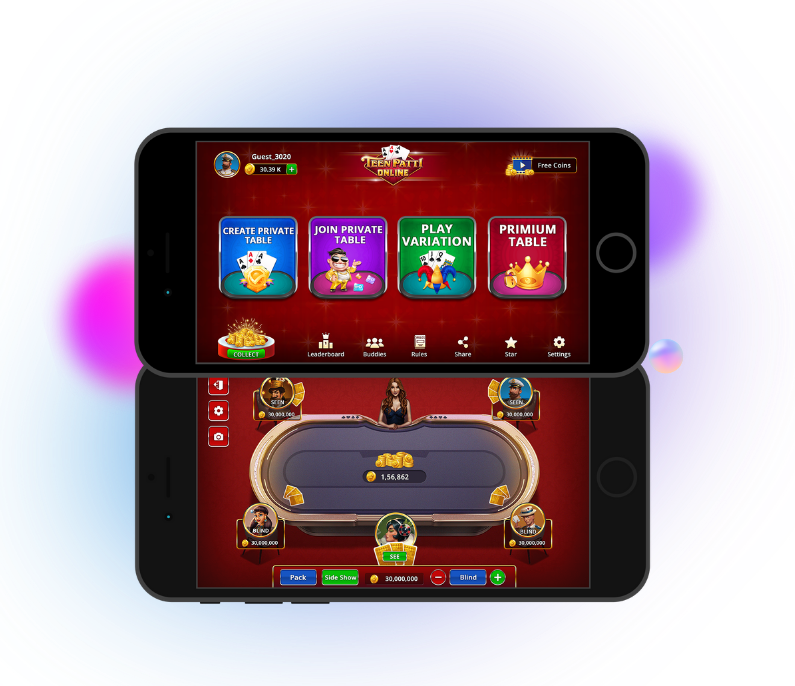 Guest_3020
30.39 K
TEEN PATTI
ONLINE
Free Coins
CREATE PRIVATE
TABLE
JOIN PRIVATE
TABLE
PLAY
VARIATION
PRIMIUM
TABLE
COLLECT
Leaderboard
Buddies
Rules
Share
Star
Settings
SEEN
30,000,000
SEEN
30,000,000
1,56,862
BLIND
30,000,000
BLIND
30,000,000
SEE
Pack
Side Show
30,000,000
Blind